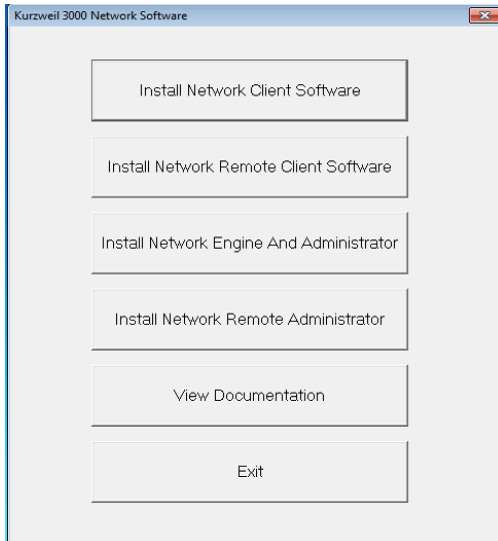 Kurzweil 3000 Network Software
Install Network Client Software
Install Network Remote Client Software
Install Network Engine And Administrator
Install Network Remote Administrator
View Documentation
Exit